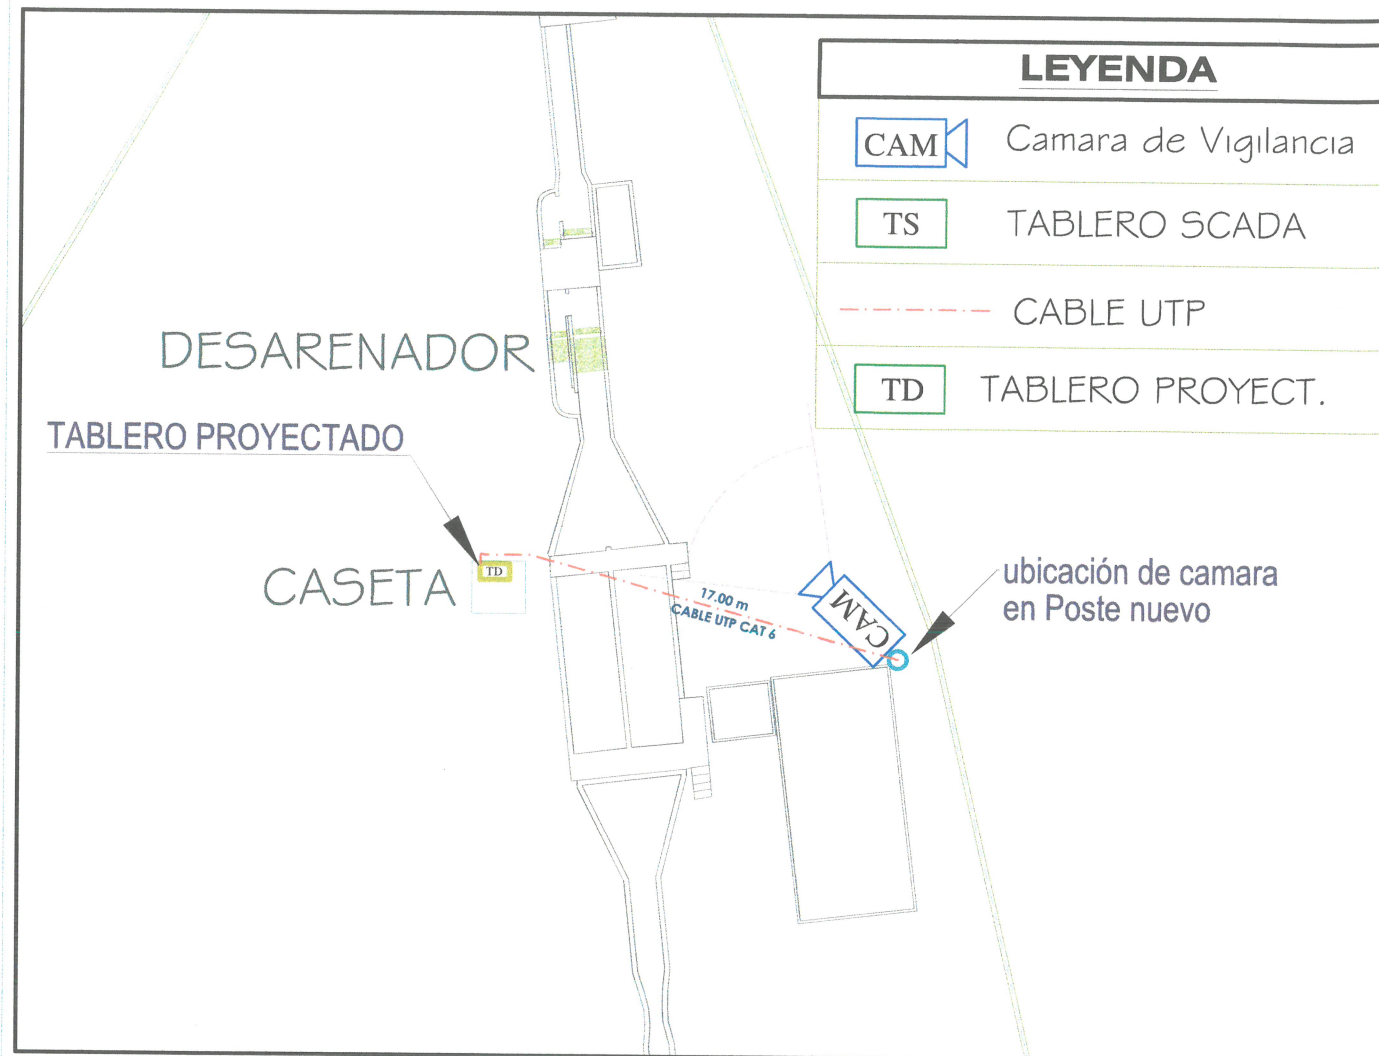 LEYENDA
CAM Camara de Vigilancia
TS TABLERO SCADA
CABLE UTP
TD TABLERO PROYECT.
DESARENADOR
TABLERO PROYECTADO
TD
CASETA
17.00 m
CABLE UTP CAT 6
CAM
ubicación de camara
en Poste nuevo